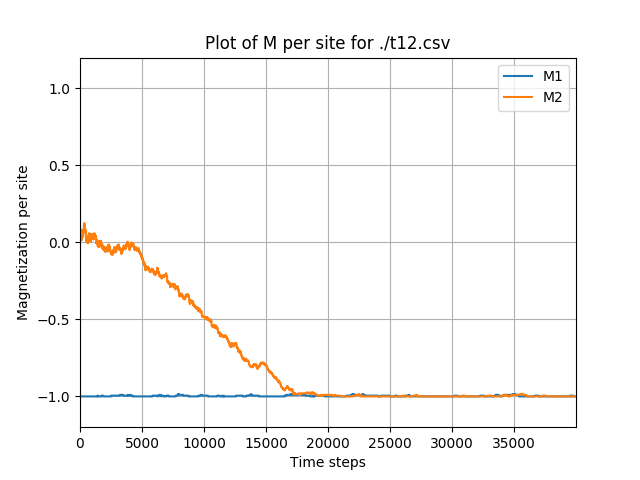 Plot of M per site for ./t12.csv
M1
M2
1.0
0.5
0.0
−0.5
−1.0
Magnetization per site
0 5000 10000 15000 20000 25000 30000 35000
Time steps